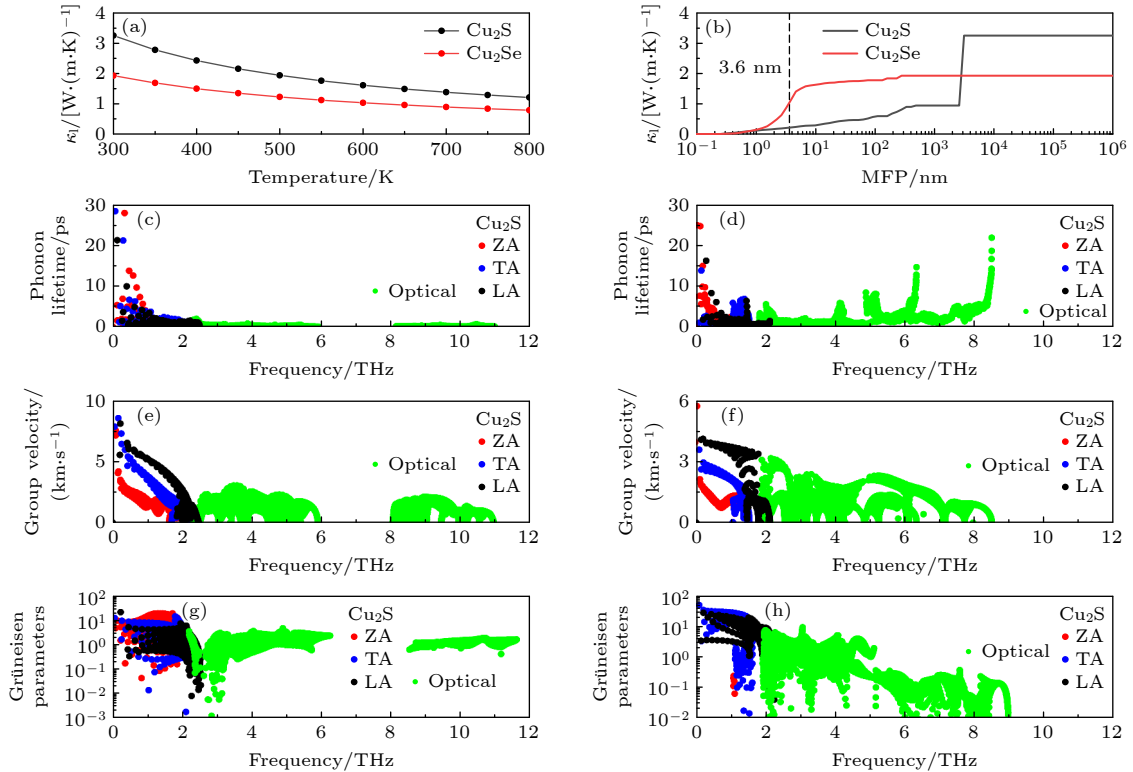 (a)
Cu₂S
Cu₂Se
κₗ/[W·(m·K)⁻¹]
4
3
2
1
0
300 400 500 600 700 800
Temperature/K
(b)
Cu₂S
Cu₂Se
3.6 nm
κₗ/[W·(m·K)⁻¹]
4
3
2
1
0
10⁻¹ 10⁰ 10¹ 10² 10³ 10⁴ 10⁵ 10⁶
MFP/nm
(c)
Cu₂S
ZA
TA
LA
Optical
Phonon
lifetime/ps
30
20
10
0
0 2 4 6 8 10 12
Frequency/THz
(d)
Cu₂S
ZA
TA
LA
Optical
Phonon
lifetime/ps
30
20
10
0
0 2 4 6 8 10 12
Frequency/THz
(e)
Cu₂S
ZA
TA
LA
Optical
Group velocity/
(km·s⁻¹)
10
5
0
0 2 4 6 8 10 12
Frequency/THz
(f)
Cu₂S
ZA
TA
LA
Optical
Group velocity/
(km·s⁻¹)
6
3
0
0 2 4 6 8 10 12
Frequency/THz
(g)
Cu₂S
ZA
TA
LA
Optical
Grüneisen
parameters
10²
10¹
10⁰
10⁻¹
10⁻²
10⁻³
0 2 4 6 8 10 12
Frequency/THz
(h)
Cu₂S
ZA
TA
LA
Optical
Grüneisen
parameters
10²
10¹
10⁰
10⁻¹
10⁻²
0 2 4 6 8 10 12
Frequency/THz